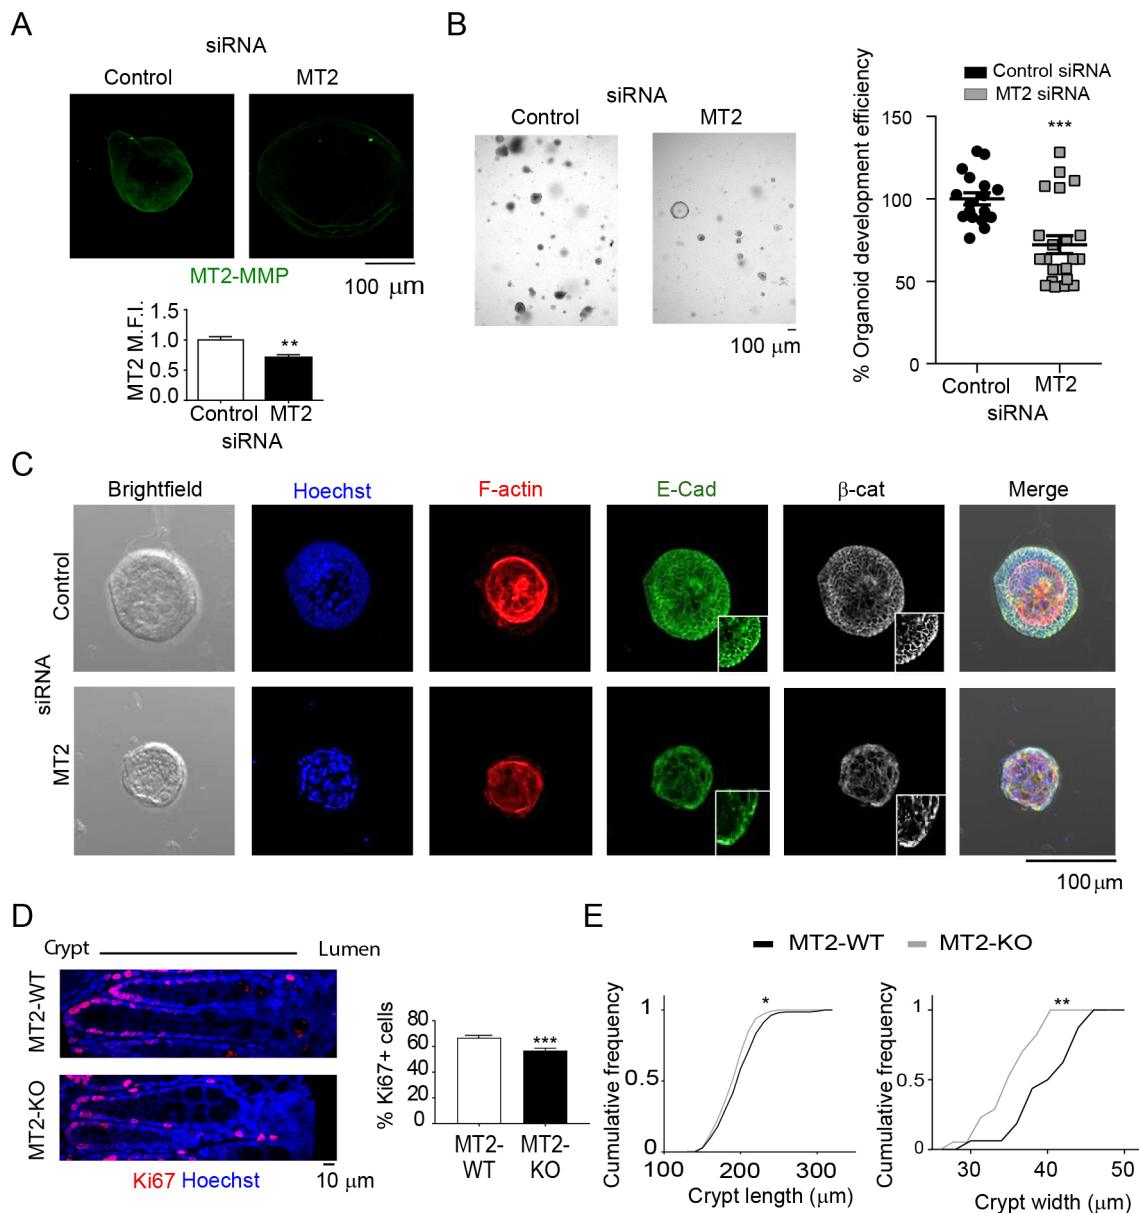 A
siRNA
Control MT2
MT2-MMP
100 μm
MT2 M.F.I.
1.5
1.0
0.5
0.0
**
Control MT2
siRNA
B
siRNA
Control MT2
100 μm
Control siRNA
MT2 siRNA
% Organoid development efficiency
150
100
50
0
***
Control MT2
siRNA
C
Brightfield Hoechst F-actin E-Cad β-cat Merge
siRNA
Control
MT2
100 μm
D
Crypt Lumen
MT2-WT
MT2-KO
Ki67 Hoechst
10 μm
% Ki67+ cells
80
60
40
20
0
***
MT2- MT2-
WT KO
E
MT2-WT MT2-KO
Cumulative frequency
1
0.5
0
*
100 200 300
Crypt length (μm)
Cumulative frequency
1
0.5
0
**
30 40 50
Crypt width (μm)